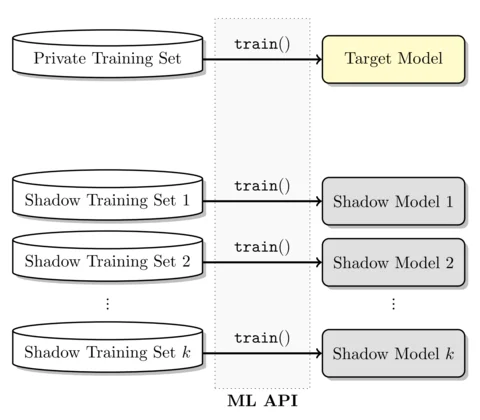 Private Training Set
train()
Target Model
Shadow Training Set 1
train()
Shadow Model 1
Shadow Training Set 2
train()
Shadow Model 2
⋮
⋮
Shadow Training Set k
train()
Shadow Model k
ML API